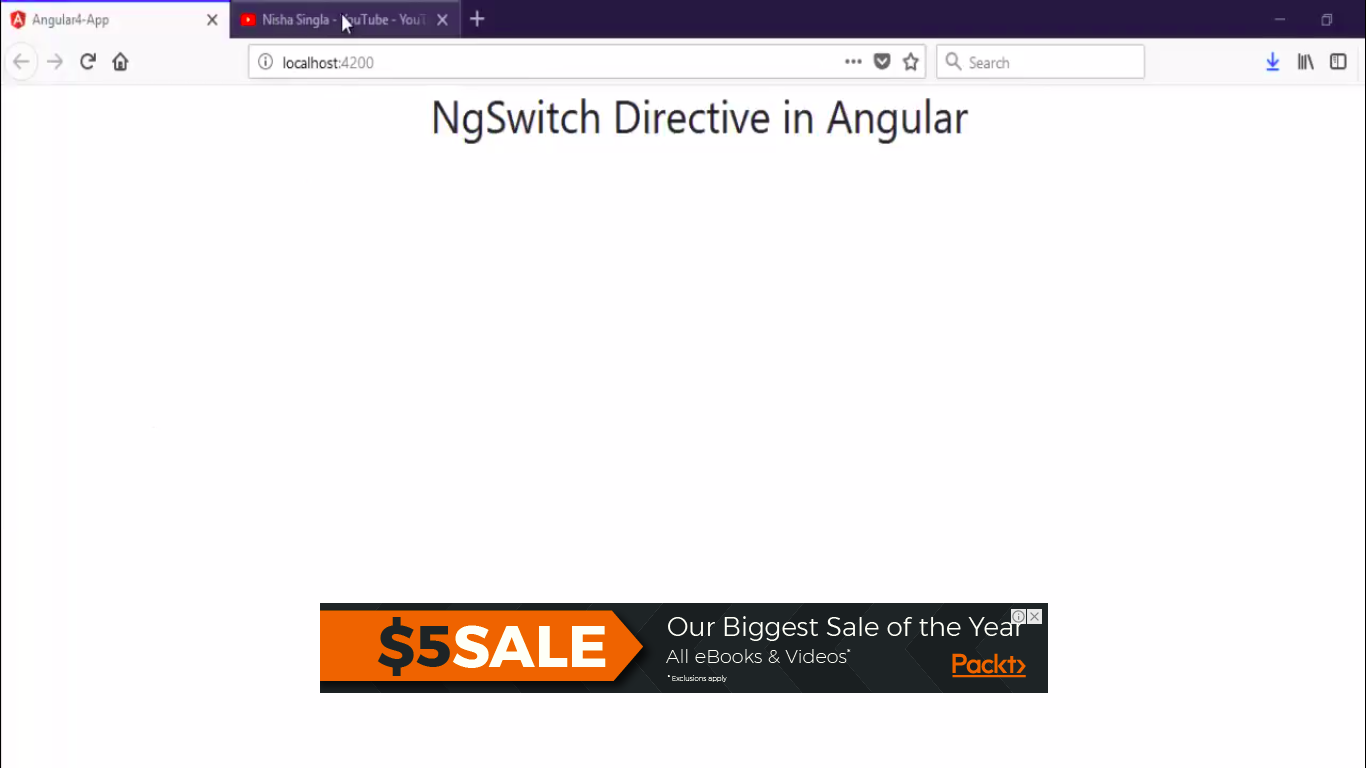 Angular4-App
Nisha Singla - YouTube - YouT
localhost:4200
Search
NgSwitch Directive in Angular
$5SALE
Our Biggest Sale of the Year
All eBooks & Videos*
Packt>
*Exclusions apply